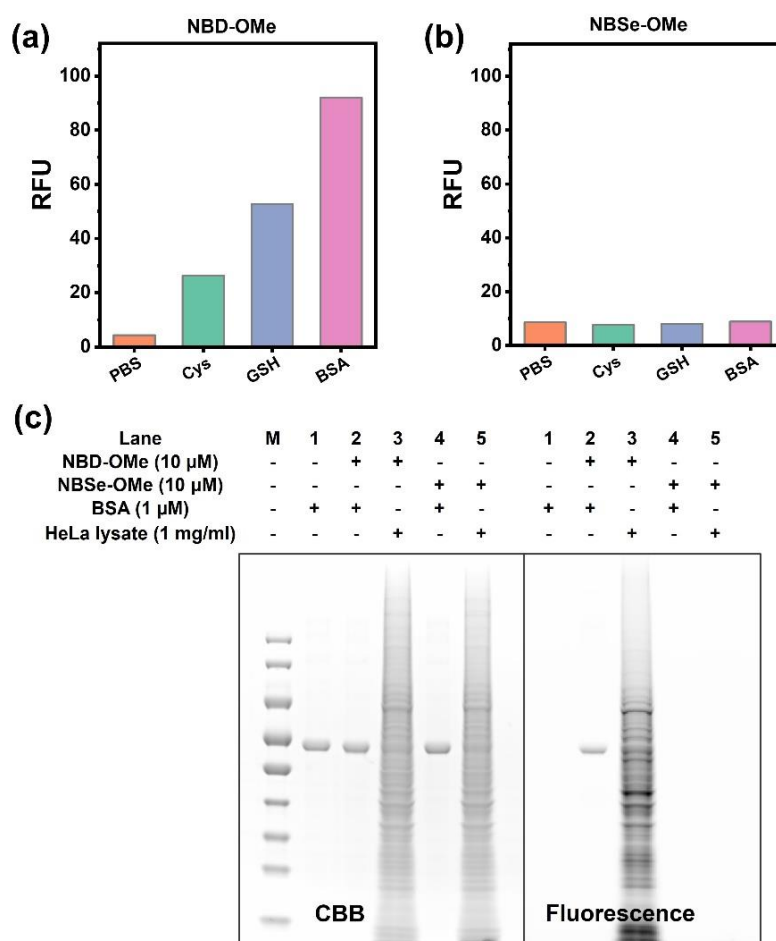 (a)
NBD-OMe
RFU
100
80
60
40
20
0
PBS
Cys
GSH
BSA
(b)
NBSe-OMe
RFU
100
80
60
40
20
0
PBS
Cys
GSH
BSA
(c)
Lane M 1 2 3 4 5 1 2 3 4 5
NBD-OMe (10 µM) - - + + - - - + + - -
NBSe-OMe (10 µM) - - - - + + - - - + +
BSA (1 µM) - + + - + - + + - + -
HeLa lysate (1 mg/ml) - - - + - + - - + - +
CBB
Fluorescence